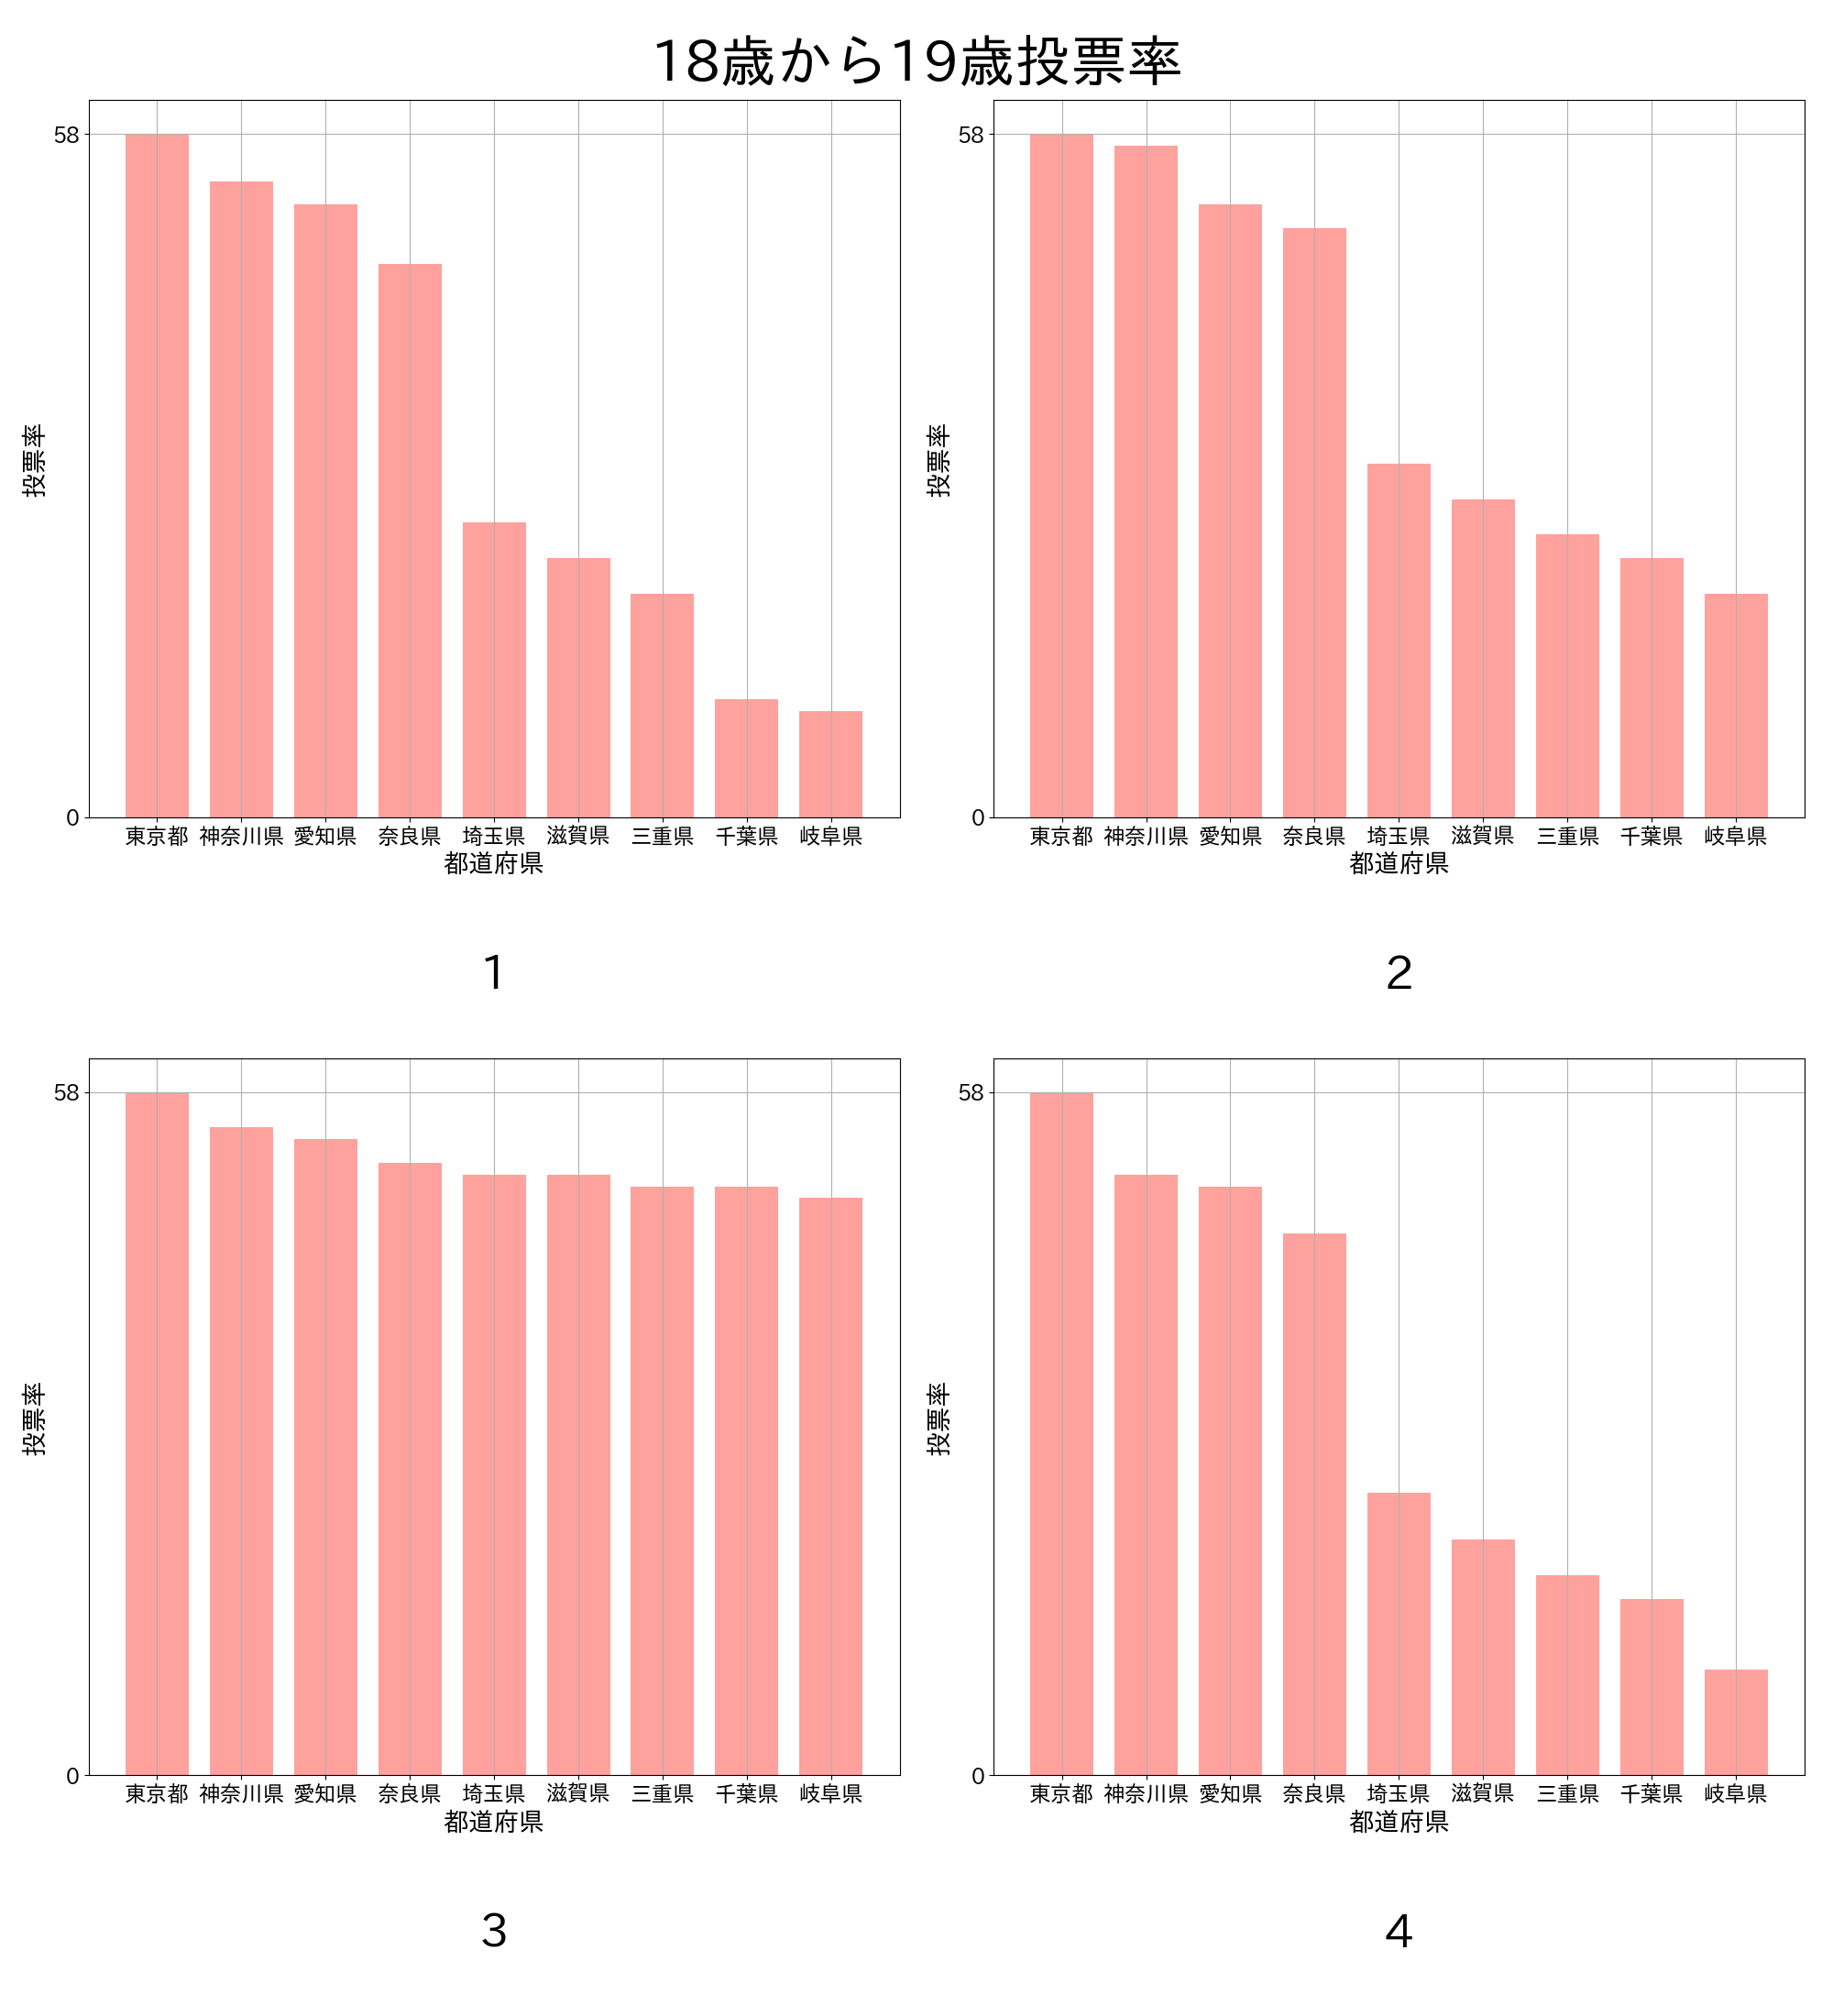 18歳から19歳投票率
58
0
投票率
東京都 神奈川県 愛知県 奈良県 埼玉県 滋賀県 三重県 千葉県 岐阜県
都道府県
1
58
0
投票率
東京都 神奈川県 愛知県 奈良県 埼玉県 滋賀県 三重県 千葉県 岐阜県
都道府県
2
58
0
投票率
東京都 神奈川県 愛知県 奈良県 埼玉県 滋賀県 三重県 千葉県 岐阜県
都道府県
3
58
0
投票率
東京都 神奈川県 愛知県 奈良県 埼玉県 滋賀県 三重県 千葉県 岐阜県
都道府県
4